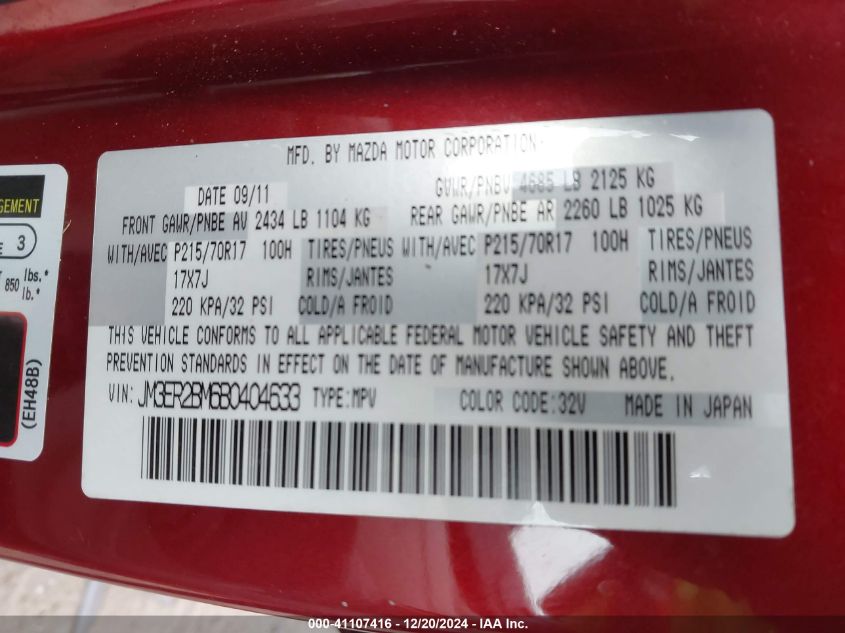 MFD. BY MAZDA MOTOR CORPORATION.
DATE 09/11 GVWR/PNBV 4685 LB 2125 KG
FRONT GAWR/PNBE AV 2434 LB 1104 KG REAR GAWR/PNBE AR 2260 LB 1025 KG
WITH/AVEC P215/70R17 100H TIRES/PNEUS WITH/AVEC P215/70R17 100H TIRES/PNEUS
17X7J RIMS/JANTES 17X7J RIMS/JANTES
220 KPA/32 PSI COLD/A FROID 220 KPA/32 PSI COLD/A FROID
THIS VEHICLE CONFORMS TO ALL APPLICABLE FEDERAL MOTOR VEHICLE SAFETY AND THEFT
PREVENTION STANDARDS IN EFFECT ON THE DATE OF MANUFACTURE SHOWN ABOVE.
VIN: JM3ER2BM6B0404633 TYPE:MPV COLOR CODE:32V MADE IN JAPAN
3
850 lbs.*
lb.*
(EH48B)
000-41107416 - 12/20/2024 - IAA Inc.